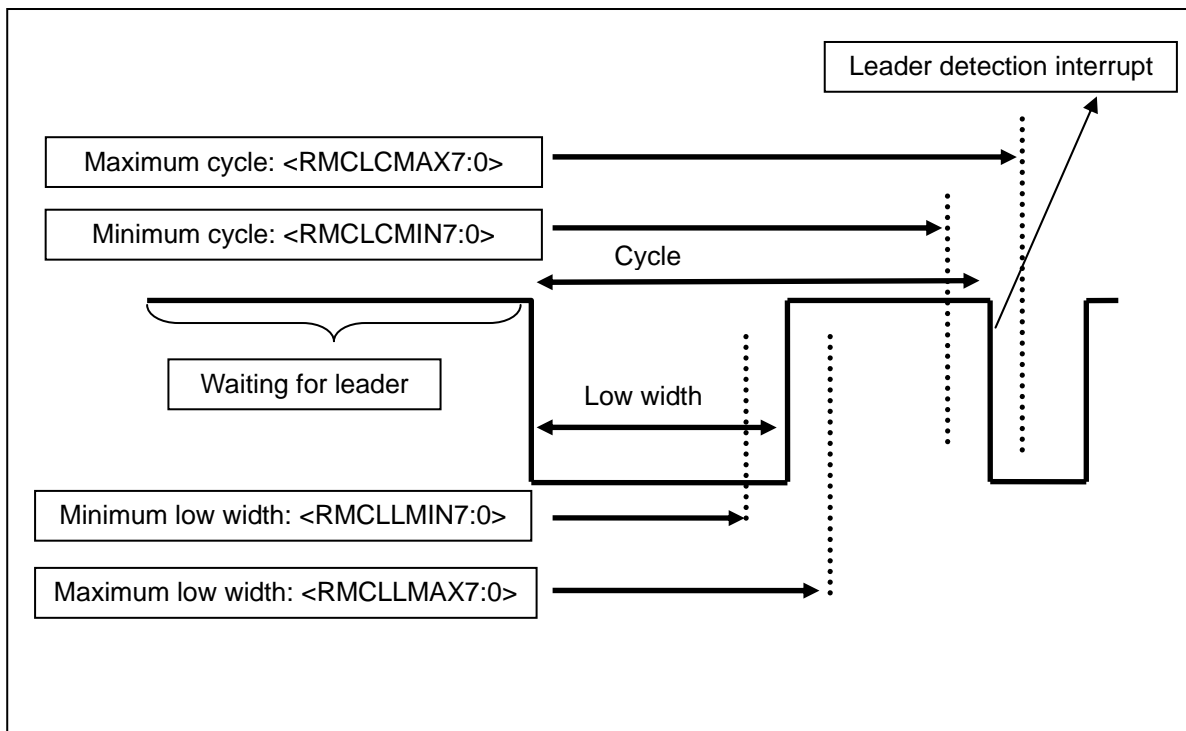 Leader detection interrupt
Maximum cycle: <RMCLCMAX7:0>
Minimum cycle: <RMCLCMIN7:0>
Cycle
Waiting for leader
Low width
Minimum low width: <RMCLLMIN7:0>
Maximum low width: <RMCLLMAX7:0>